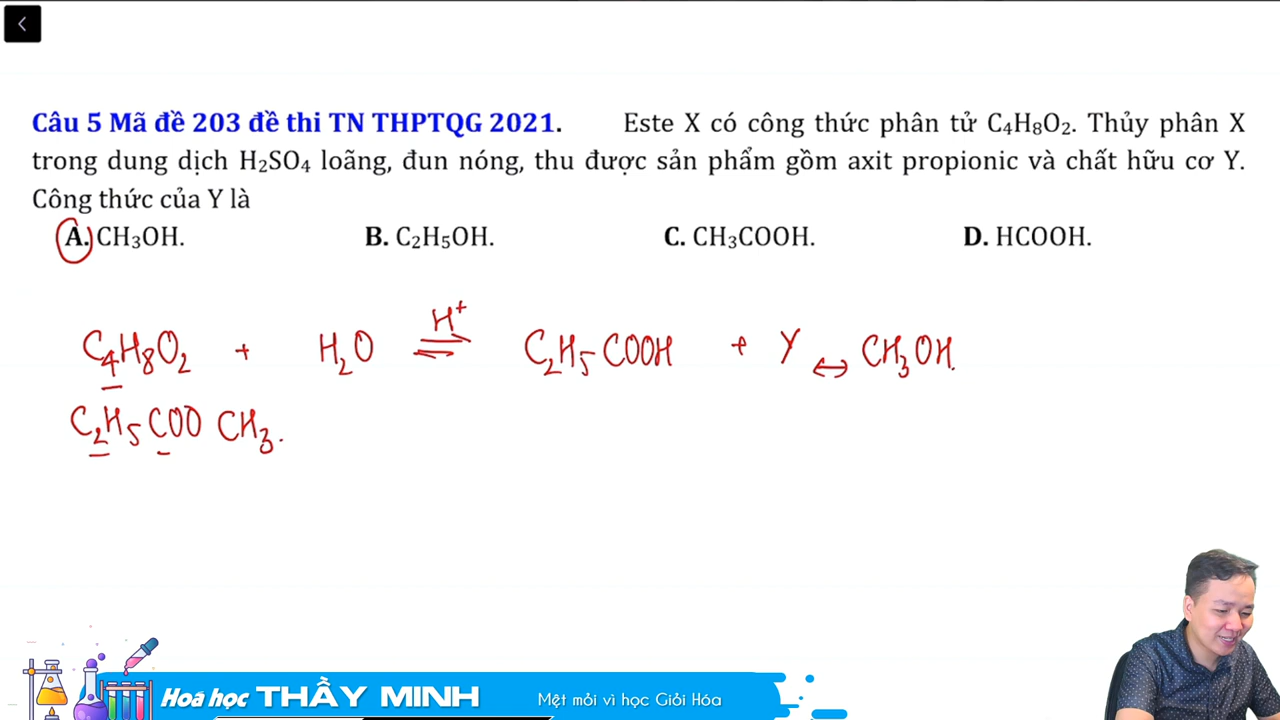 Câu 5 Mã đề 203 đề thi TN THPTQG 2021. Este X có công thức phân tử C₄H₈O₂. Thủy phân X
trong dung dịch H₂SO₄ loãng, đun nóng, thu được sản phẩm gồm axit propionic và chất hữu cơ Y.
Công thức của Y là
A. CH₃OH. B. C₂H₅OH. C. CH₃COOH. D. HCOOH.
H⁺
C₄H₈O₂ + H₂O ⇌ C₂H₅COOH + Y ↔ CH₃OH.
C₂H₅COOCH₃.
Hoá học THẦY MINH Mệt mỏi vì học Giỏi Hóa